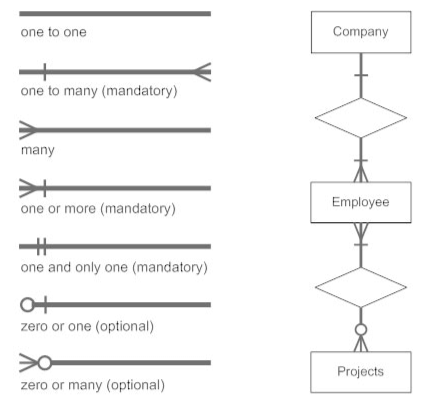 one to one
one to many (mandatory)
many
one or more (mandatory)
one and only one (mandatory)
zero or one (optional)
zero or many (optional)
Company
Employee
Projects